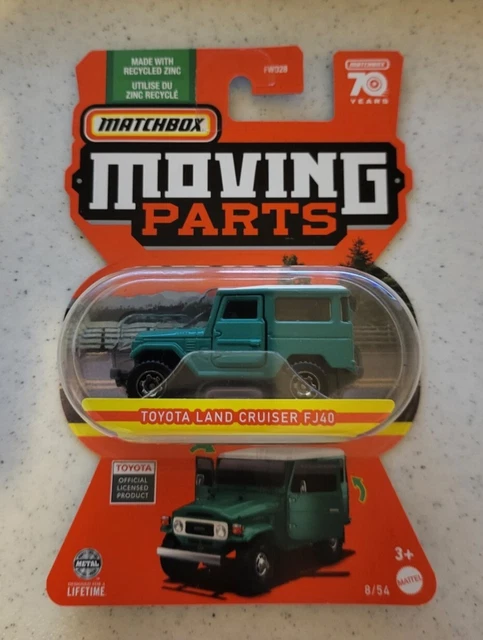 MADE WITH
RECYCLED ZINC
UTILISE DU
ZINC RECYCLÉ
FWD28
MATCHBOX
70
YEARS
MATCHBOX
MOVING
PARTS
TOYOTA LAND CRUISER FJ40
TOYOTA
OFFICIAL
LICENSED
PRODUCT
METAL
LIFETIME
3+
8/54
MATTEL